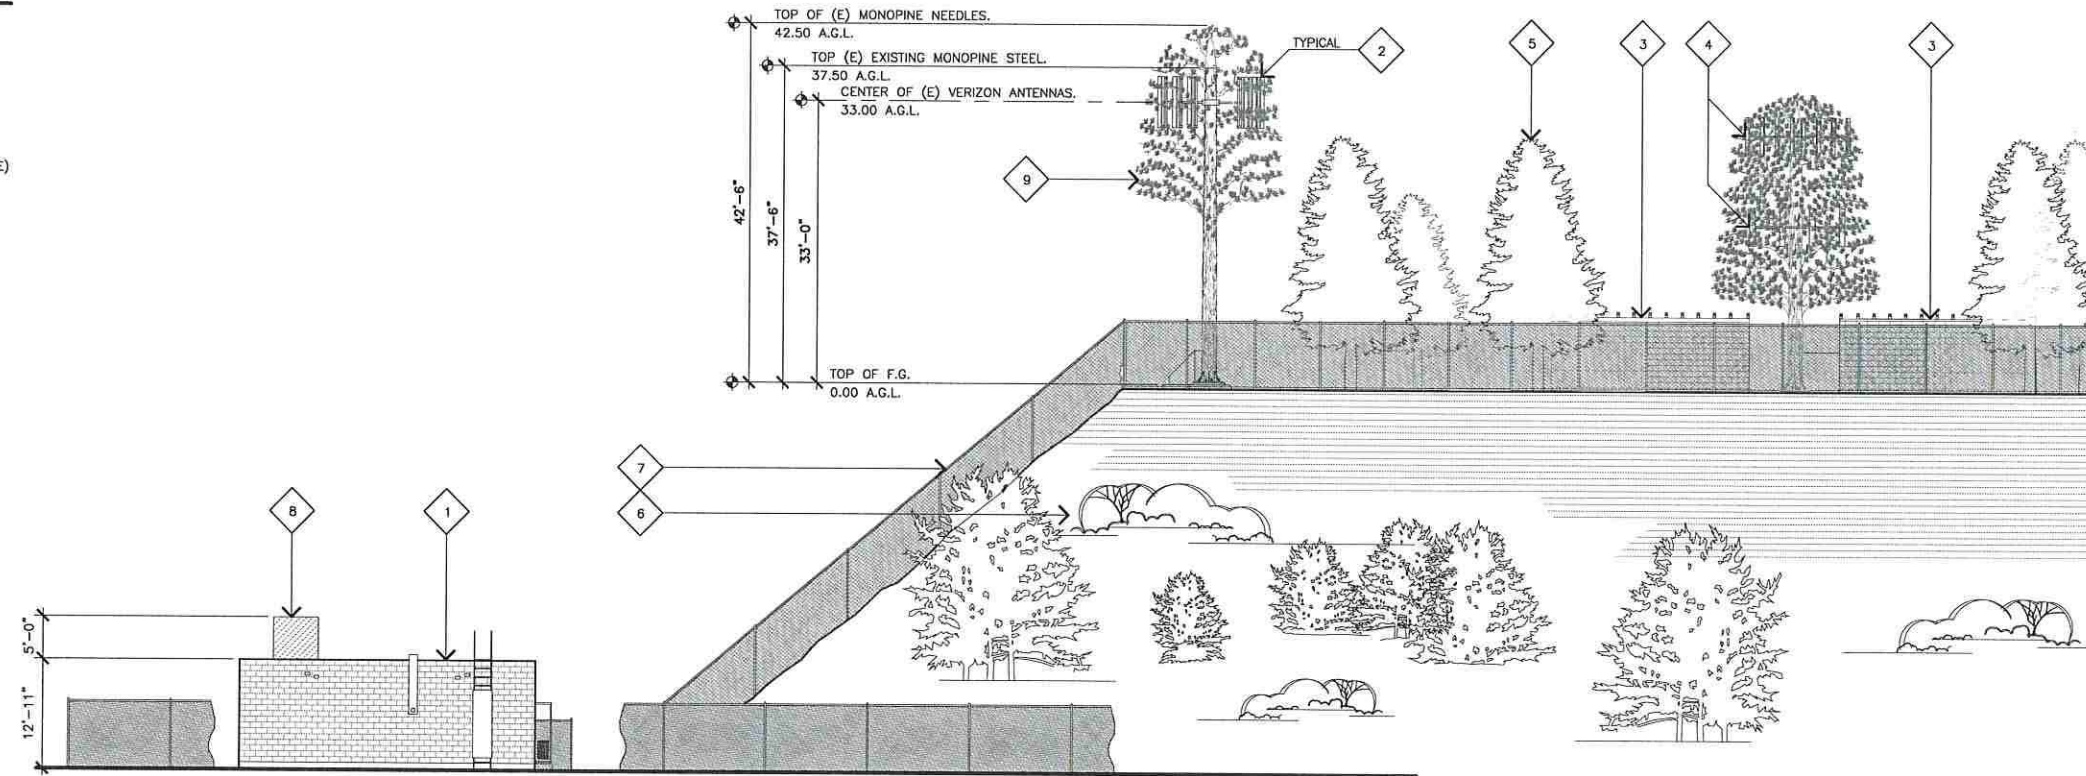 TOP OF (E) MONOPINE NEEDLES.
42.50 A.G.L.
TOP (E) EXISTING MONOPINE STEEL.
37.50 A.G.L.
CENTER OF (E) VERIZON ANTENNAS.
33.00 A.G.L.
TYPICAL
2
5
3
4
3
E)
9
42'-6"
37'-6"
33'-0"
TOP OF F.G.
0.00 A.G.L.
7
6
8
1
5'-0"
12'-11"